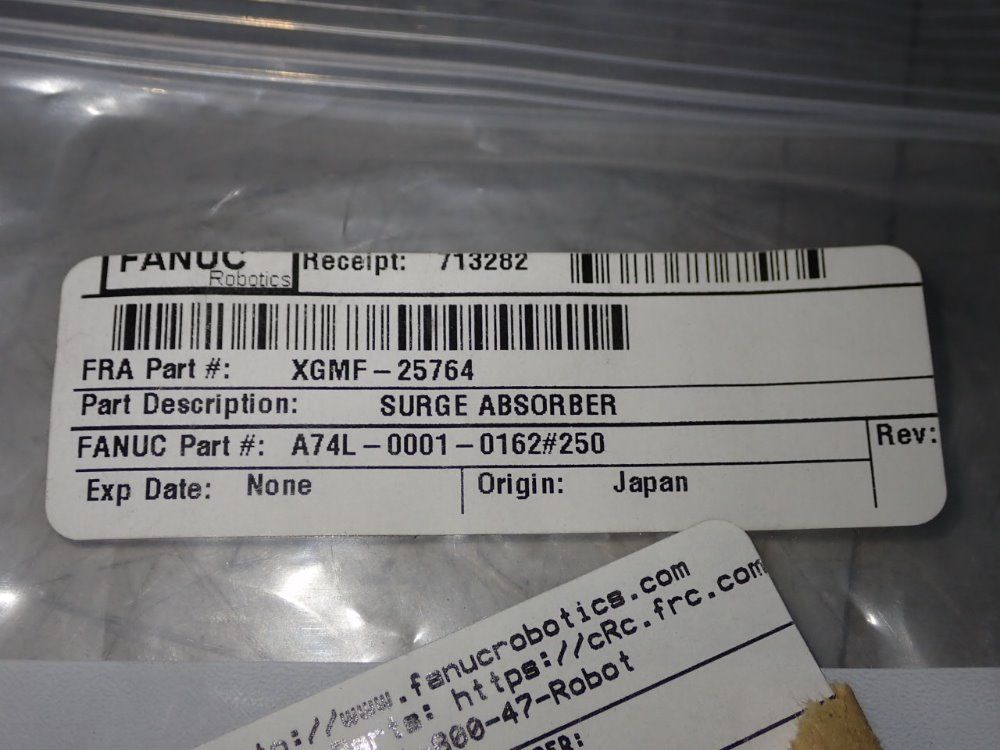 FANUC Robotics Receipt: 713282
FRA Part #: XGMF-25764
Part Description: SURGE ABSORBER
FANUC Part #: A74L-0001-0162#250 Rev:
Exp Date: None Origin: Japan
://www.fanucrobotics.com
https://cRc.frc.com
800-47-Robot